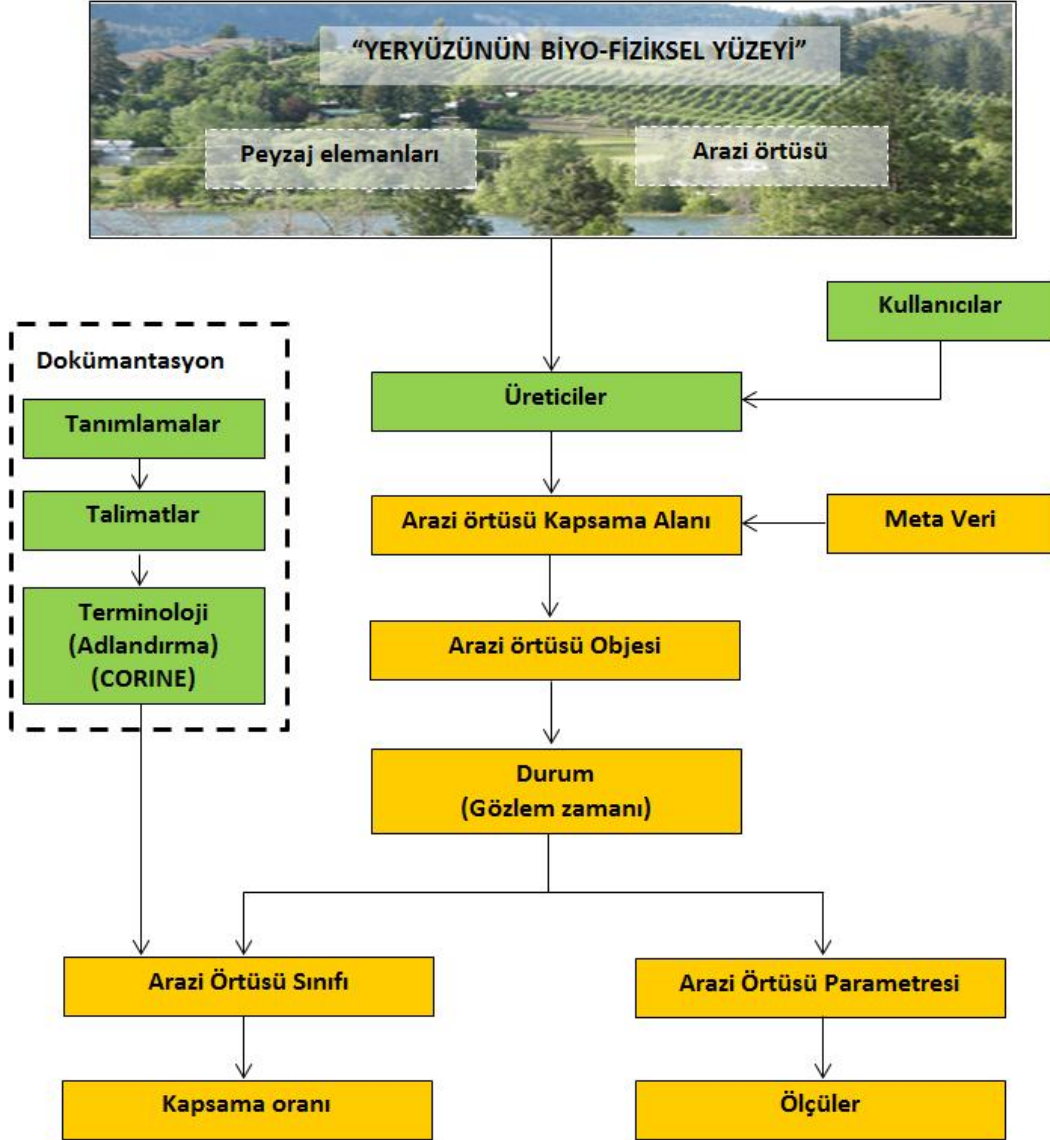 “YERYÜZÜNÜN BİYO-FİZİKSEL YÜZEYİ”
Peyzaj elemanları
Arazi örtüsü
Kullanıcılar
Dokümantasyon
Üreticiler
Tanımlamalar
Talimatlar
Arazi örtüsü Kapsama Alanı
Meta Veri
Terminoloji
(Adlandırma)
(CORINE)
Arazi örtüsü Objesi
Durum
(Gözlem zamanı)
Arazi Örtüsü Sınıfı
Arazi Örtüsü Parametresi
Kapsama oranı
Ölçüler